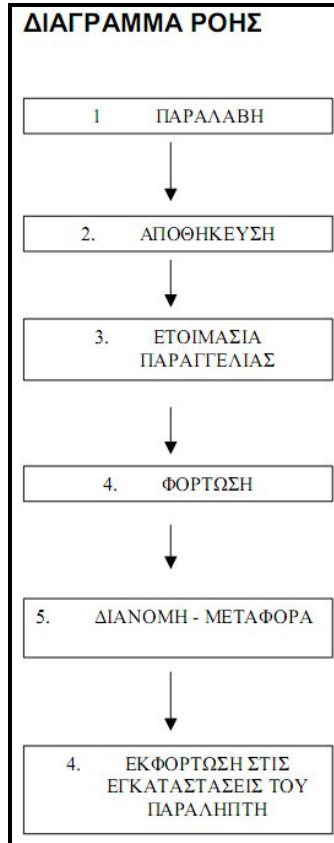 ΔΙΑΓΡΑΜΜΑ ΡΟΗΣ
1 ΠΑΡΑΛΑΒΗ
2. ΑΠΟΘΗΚΕΥΣΗ
3. ΕΤΟΙΜΑΣΙΑ
ΠΑΡΑΓΓΕΛΙΑΣ
4. ΦΟΡΤΩΣΗ
5. ΔΙΑΝΟΜΗ - ΜΕΤΑΦΟΡΑ
4. ΕΚΦΟΡΤΩΣΗ ΣΤΙΣ
ΕΓΚΑΤΑΣΤΑΣΕΙΣ ΤΟΥ
ΠΑΡΑΛΗΠΤΗ